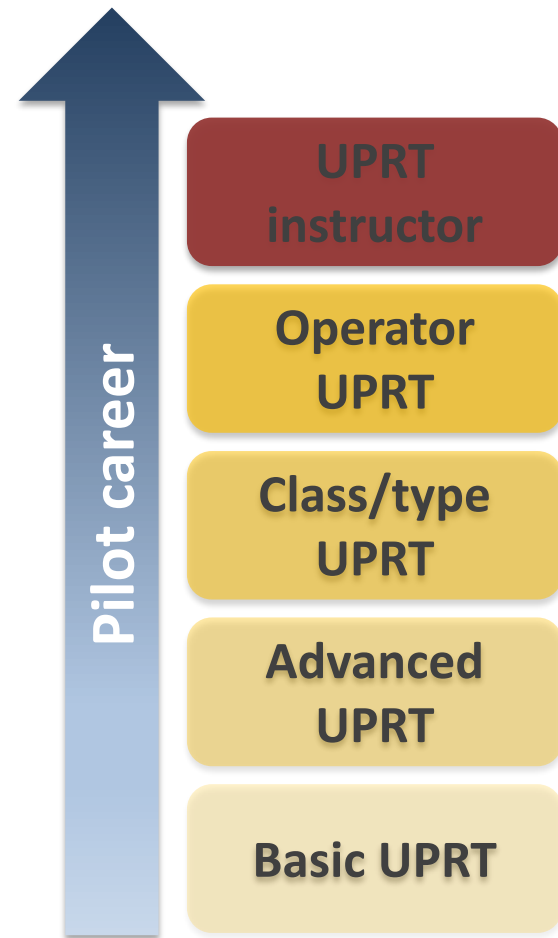 UPRT
instructor
Operator
UPRT
Class/type
UPRT
Advanced
UPRT
Basic UPRT
Pilot career